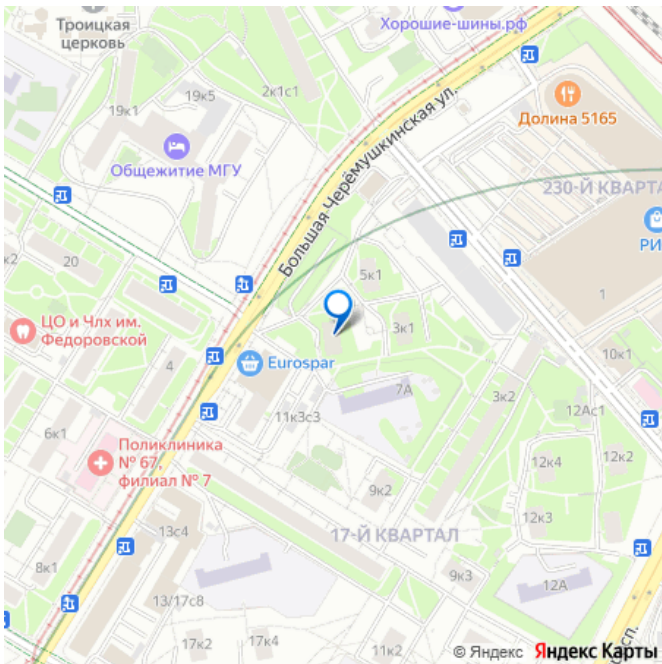 Троицкая
церковь
Хорошие-шины.рф
19к5
2к1с1
19к1
Долина 5165
Общежитие МГУ
Большая Черёмушкинская ул.
230-Й КВАРТА
к2
20
5к1
РИ
1
ЦО и Члх им.
Федоровской
3к1
4
Eurospar
10к1
7А
3к2
12Ас1
11к3с3
6к1
Поликлиника
№ 67,
филиал № 7
12к4
12к2
9к2
12к3
13с4
17-Й КВАРТАЛ
8к1
9к3
12А
13/17с8
17к2
17к4
11к2
сп.
© Яндекс Яндекс Карты